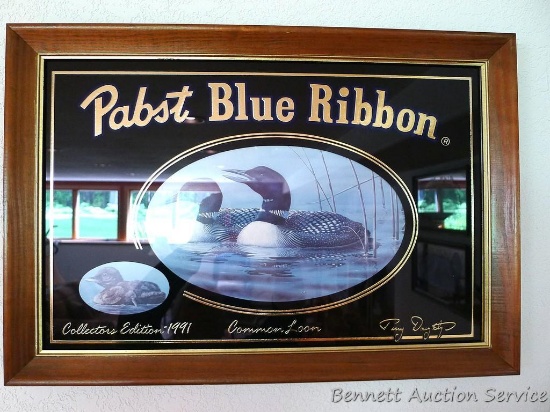 Pabst Blue Ribbon ®
Collectors Edition: 1991 Common Loon
Bennett Auction Service